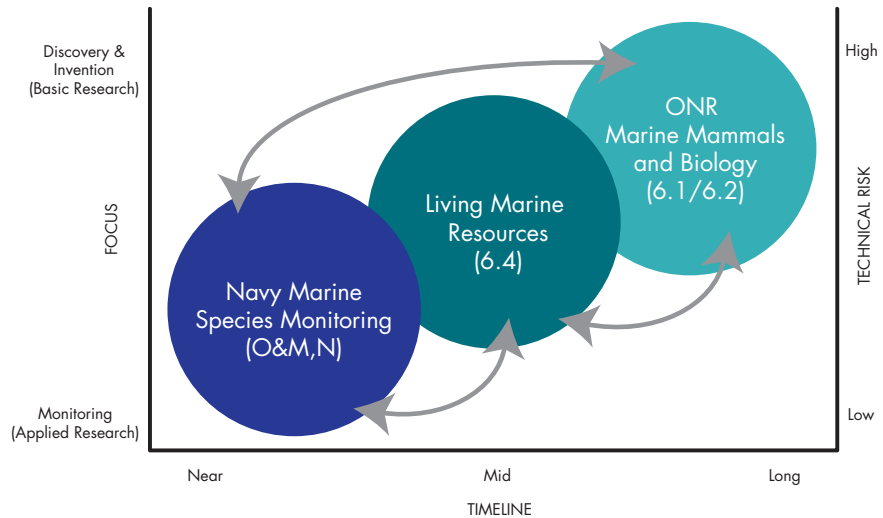 Discovery &
Invention
(Basic Research)
FOCUS
Monitoring
(Applied Research)
Navy Marine
Species Monitoring
(O&M,N)
Living Marine
Resources
(6.4)
ONR
Marine Mammals
and Biology
(6.1/6.2)
High
TECHNICAL RISK
Low
Near
Mid
Long
TIMELINE